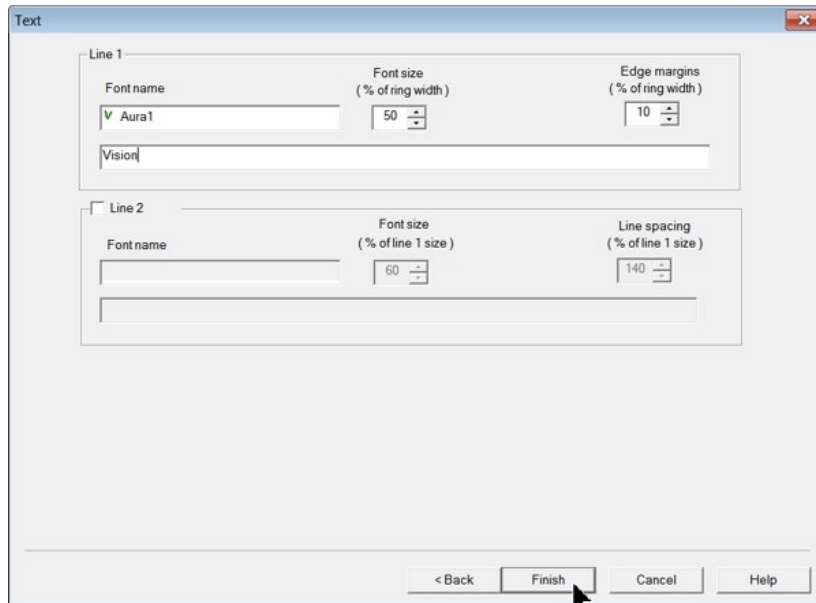 Text
Line 1
Font name
Font size
( % of ring width )
Edge margins
( % of ring width )
Aura1
50
10
Vision
Line 2
Font name
Font size
( % of line 1 size )
Line spacing
( % of line 1 size )
60
140
< Back
Finish
Cancel
Help